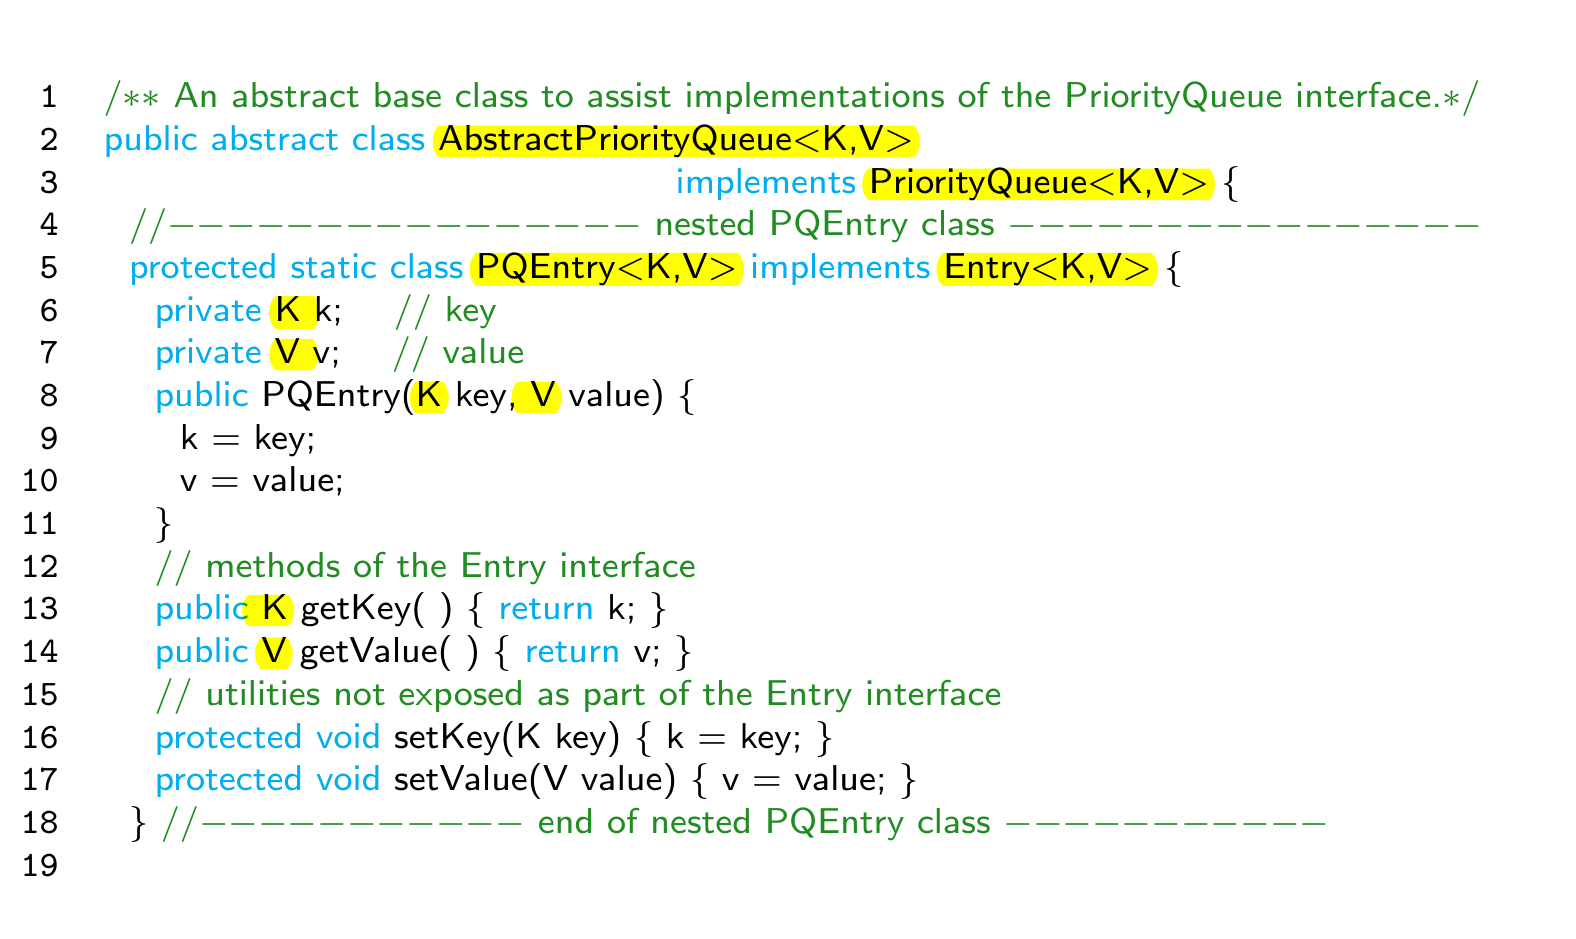 1 /** An abstract base class to assist implementations of the PriorityQueue interface.*/
2 public abstract class AbstractPriorityQueue<K,V>
3 implements PriorityQueue<K,V> {
4 //−−−−−−−−−−−−−−−− nested PQEntry class −−−−−−−−−−−−−−−−
5 protected static class PQEntry<K,V> implements Entry<K,V> {
6 private K k; // key
7 private V v; // value
8 public PQEntry(K key, V value) {
9 k = key;
10 v = value;
11 }
12 // methods of the Entry interface
13 public K getKey( ) { return k; }
14 public V getValue( ) { return v; }
15 // utilities not exposed as part of the Entry interface
16 protected void setKey(K key) { k = key; }
17 protected void setValue(V value) { v = value; }
18 } //−−−−−−−−−−− end of nested PQEntry class −−−−−−−−−−−
19